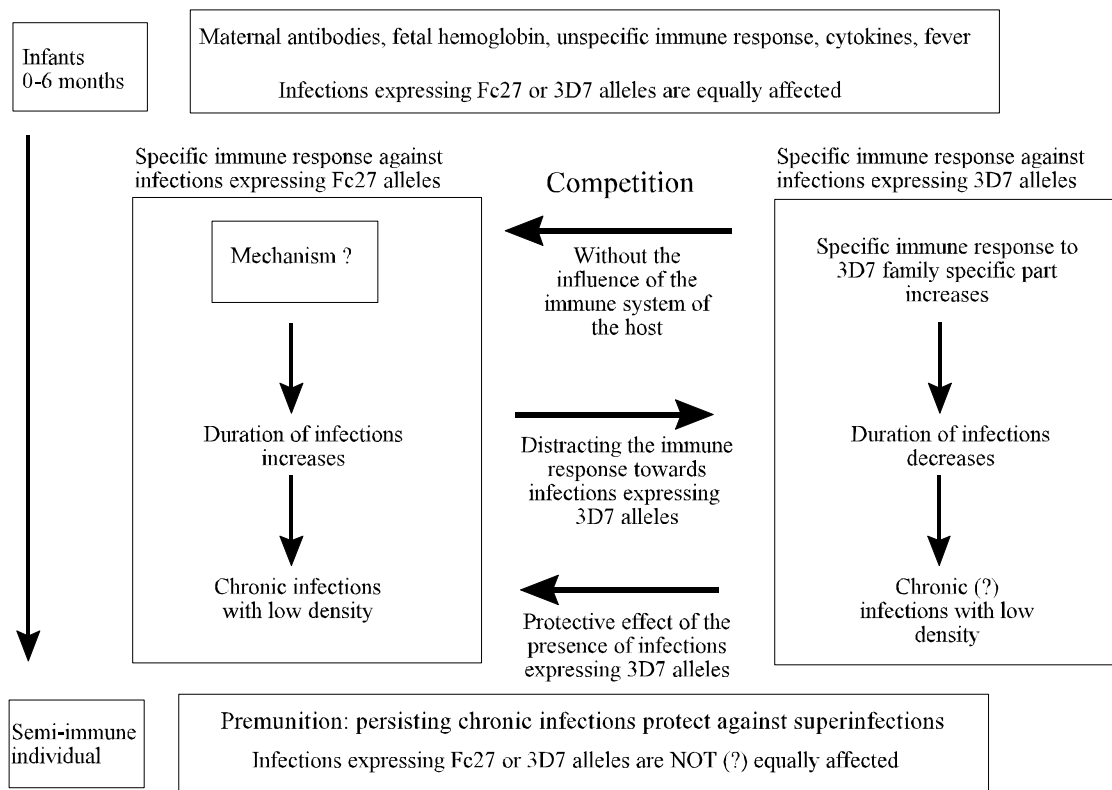 Infants
0-6 months
Maternal antibodies, fetal hemoglobin, unspecific immune response, cytokines, fever
Infections expressing Fc27 or 3D7 alleles are equally affected
Specific immune response against
infections expressing Fc27 alleles
Mechanism ?
Duration of infections
increases
Chronic infections
with low density
Competition
Without the
influence of the
immune system of
the host
Distracting the immune
response towards
infections expressing
3D7 alleles
Protective effect of the
presence of infections
expressing 3D7 alleles
Specific immune response against
infections expressing 3D7 alleles
Specific immune response to
3D7 family specific part
increases
Duration of infections
decreases
Chronic (?)
infections with low
density
Semi-immune
individual
Premunition: persisting chronic infections protect against superinfections
Infections expressing Fc27 or 3D7 alleles are NOT (?) equally affected